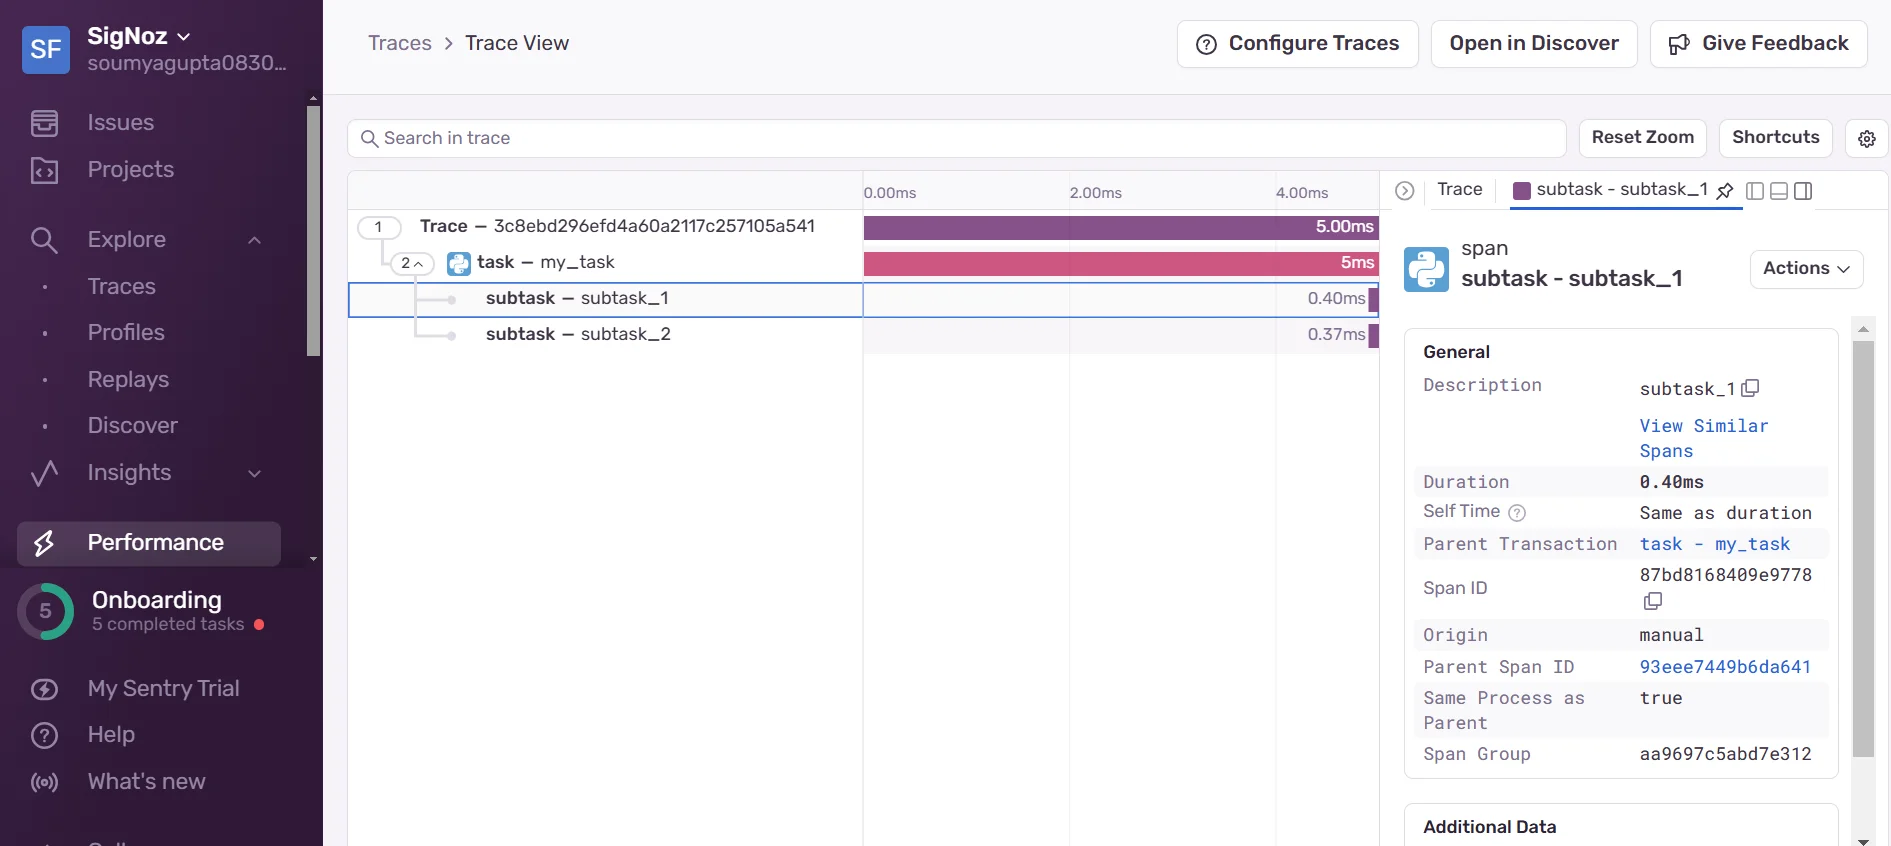 SF
SigNoz
soumyagupta0830...
Issues
Projects
Explore
Traces
Profiles
Replays
Discover
Insights
Performance
5
Onboarding
5 completed tasks
My Sentry Trial
Help
What's new
Traces > Trace View
Configure Traces
Open in Discover
Give Feedback
Search in trace
Reset Zoom
Shortcuts
0.00ms 2.00ms 4.00ms
1 Trace — 3c8ebd296efd4a60a2117c257105a541 5.00ms
2 task — my_task 5ms
subtask — subtask_1 0.40ms
subtask — subtask_2 0.37ms
Trace
subtask - subtask_1
span
subtask - subtask_1
Actions
General
Description subtask_1
View Similar
Spans
Duration 0.40ms
Self Time ? Same as duration
Parent Transaction task - my_task
Span ID 87bd8168409e9778
Origin manual
Parent Span ID 93eee7449b6da641
Same Process as true
Parent
Span Group aa9697c5abd7e312
Additional Data